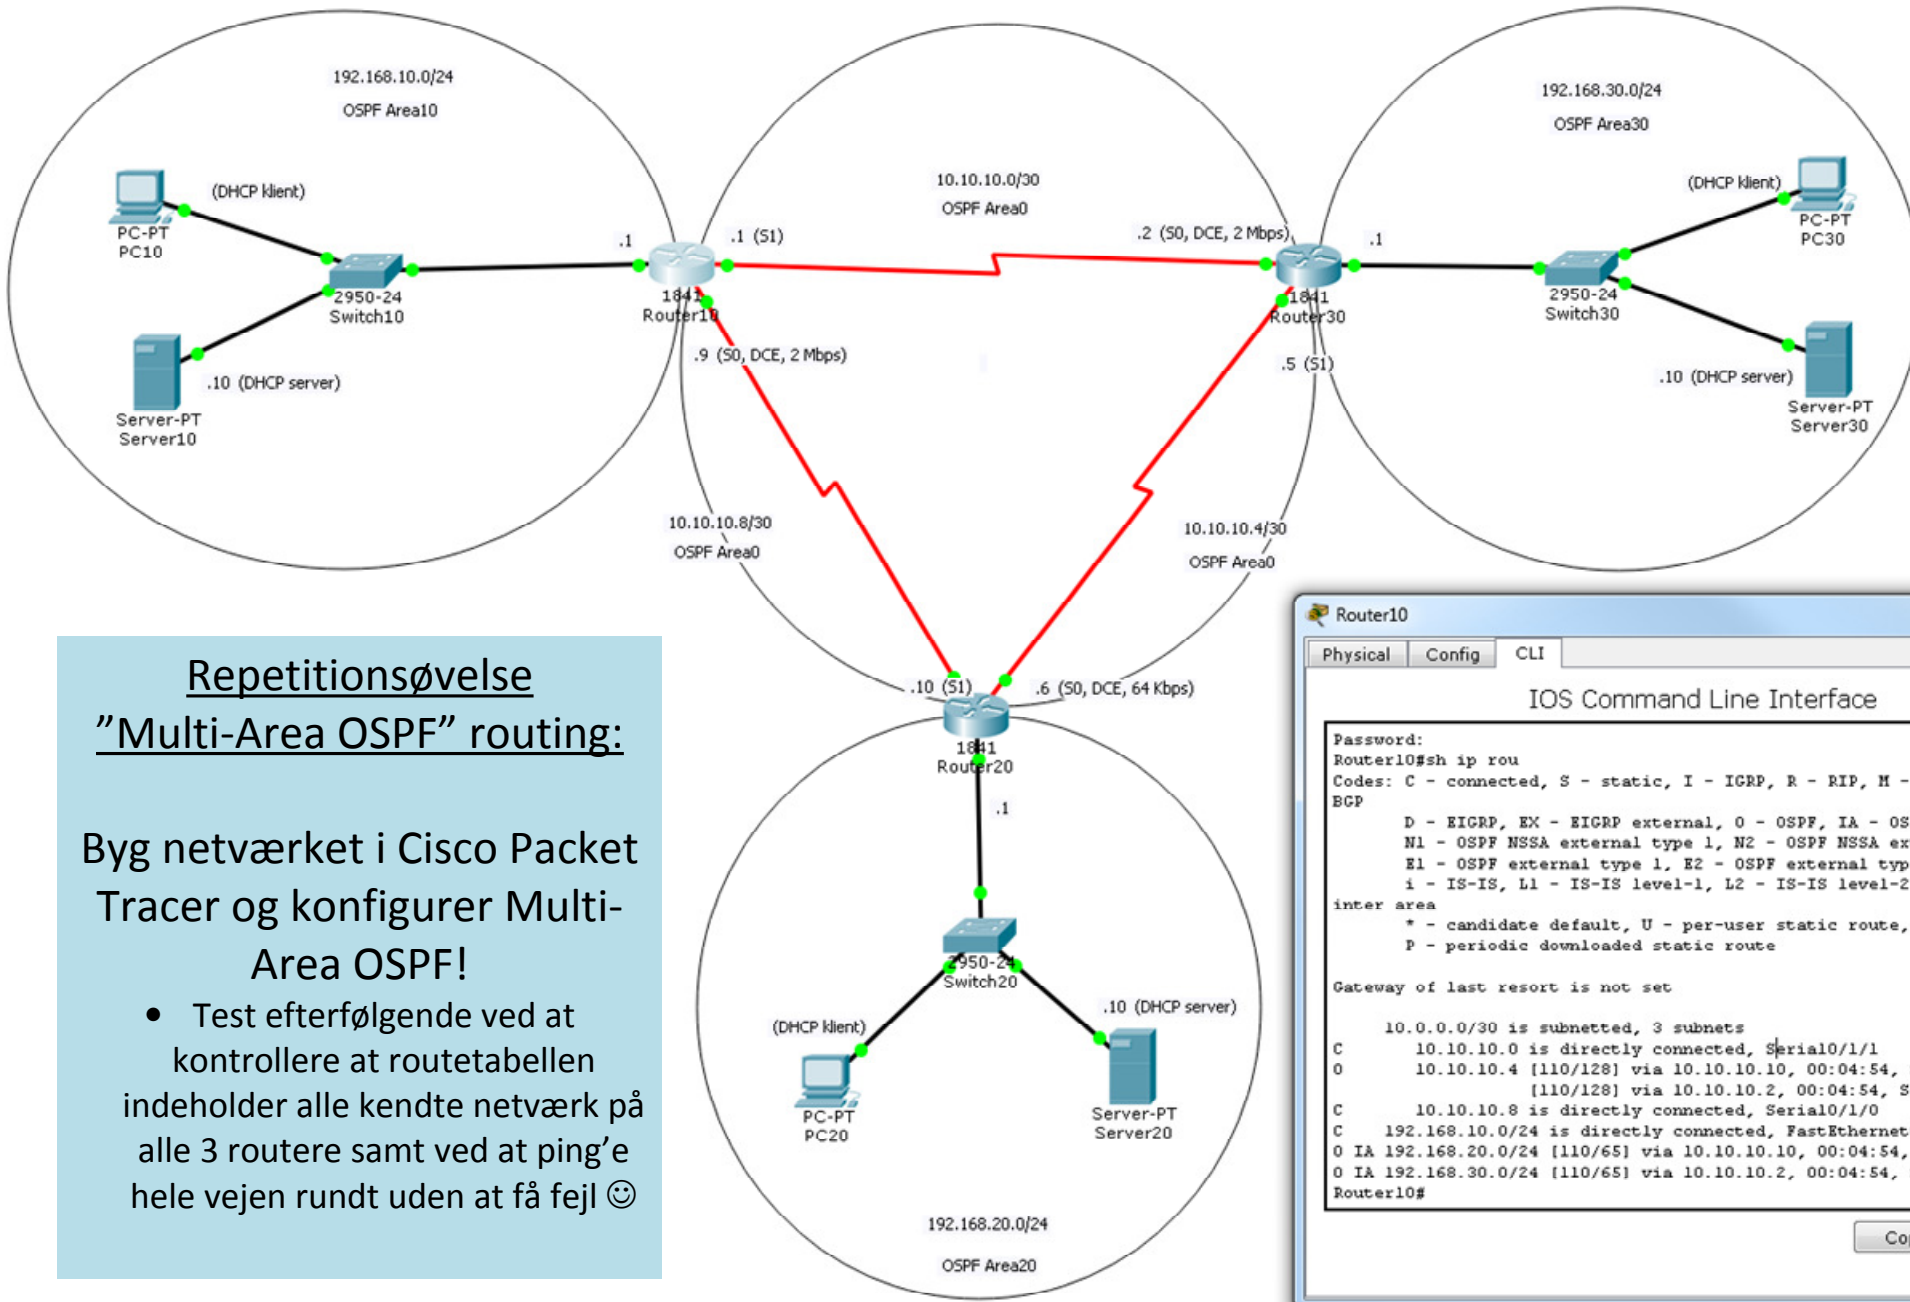 192.168.10.0/24
OSPF Area10
(DHCP klient)
PC-PT
PC10
2950-24
Switch10
.10 (DHCP server)
Server-PT
Server10
.1
1841
Router10
.1 (S1)
.9 (S0, DCE, 2 Mbps)
10.10.10.0/30
OSPF Area0
.2 (S0, DCE, 2 Mbps)
.1
1841
Router30
.5 (S1)
192.168.30.0/24
OSPF Area30
(DHCP klient)
PC-PT
PC30
2950-24
Switch30
.10 (DHCP server)
Server-PT
Server30
10.10.10.8/30
OSPF Area0
10.10.10.4/30
OSPF Area0
.10 (S1)
.6 (S0, DCE, 64 Kbps)
1841
Router20
.1
2950-24
Switch20
(DHCP klient)
.10 (DHCP server)
PC-PT
PC20
Server-PT
Server20
192.168.20.0/24
OSPF Area20
Repetitionsøvelse
”Multi-Area OSPF” routing:
Byg netværket i Cisco Packet
Tracer og konfigurer Multi-
Area OSPF!
• Test efterfølgende ved at
kontrollere at routetabellen
indeholder alle kendte netværk på
alle 3 routere samt ved at ping’e
hele vejen rundt uden at få fejl ☺
Router10
Physical Config CLI
IOS Command Line Interface
Password:
Router10#sh ip rou
Codes: C - connected, S - static, I - IGRP, R - RIP, M -
BGP
D - EIGRP, EX - EIGRP external, O - OSPF, IA - OS
N1 - OSPF NSSA external type 1, N2 - OSPF NSSA ex
E1 - OSPF external type 1, E2 - OSPF external typ
i - IS-IS, L1 - IS-IS level-1, L2 - IS-IS level-2
inter area
* - candidate default, U - per-user static route,
P - periodic downloaded static route
Gateway of last resort is not set
10.0.0.0/30 is subnetted, 3 subnets
C 10.10.10.0 is directly connected, Serial0/1/1
O 10.10.10.4 [110/128] via 10.10.10.10, 00:04:54,
[110/128] via 10.10.10.2, 00:04:54, S
C 10.10.10.8 is directly connected, Serial0/1/0
C 192.168.10.0/24 is directly connected, FastEthernet
O IA 192.168.20.0/24 [110/65] via 10.10.10.10, 00:04:54,
O IA 192.168.30.0/24 [110/65] via 10.10.10.2, 00:04:54,
Router10#
Co